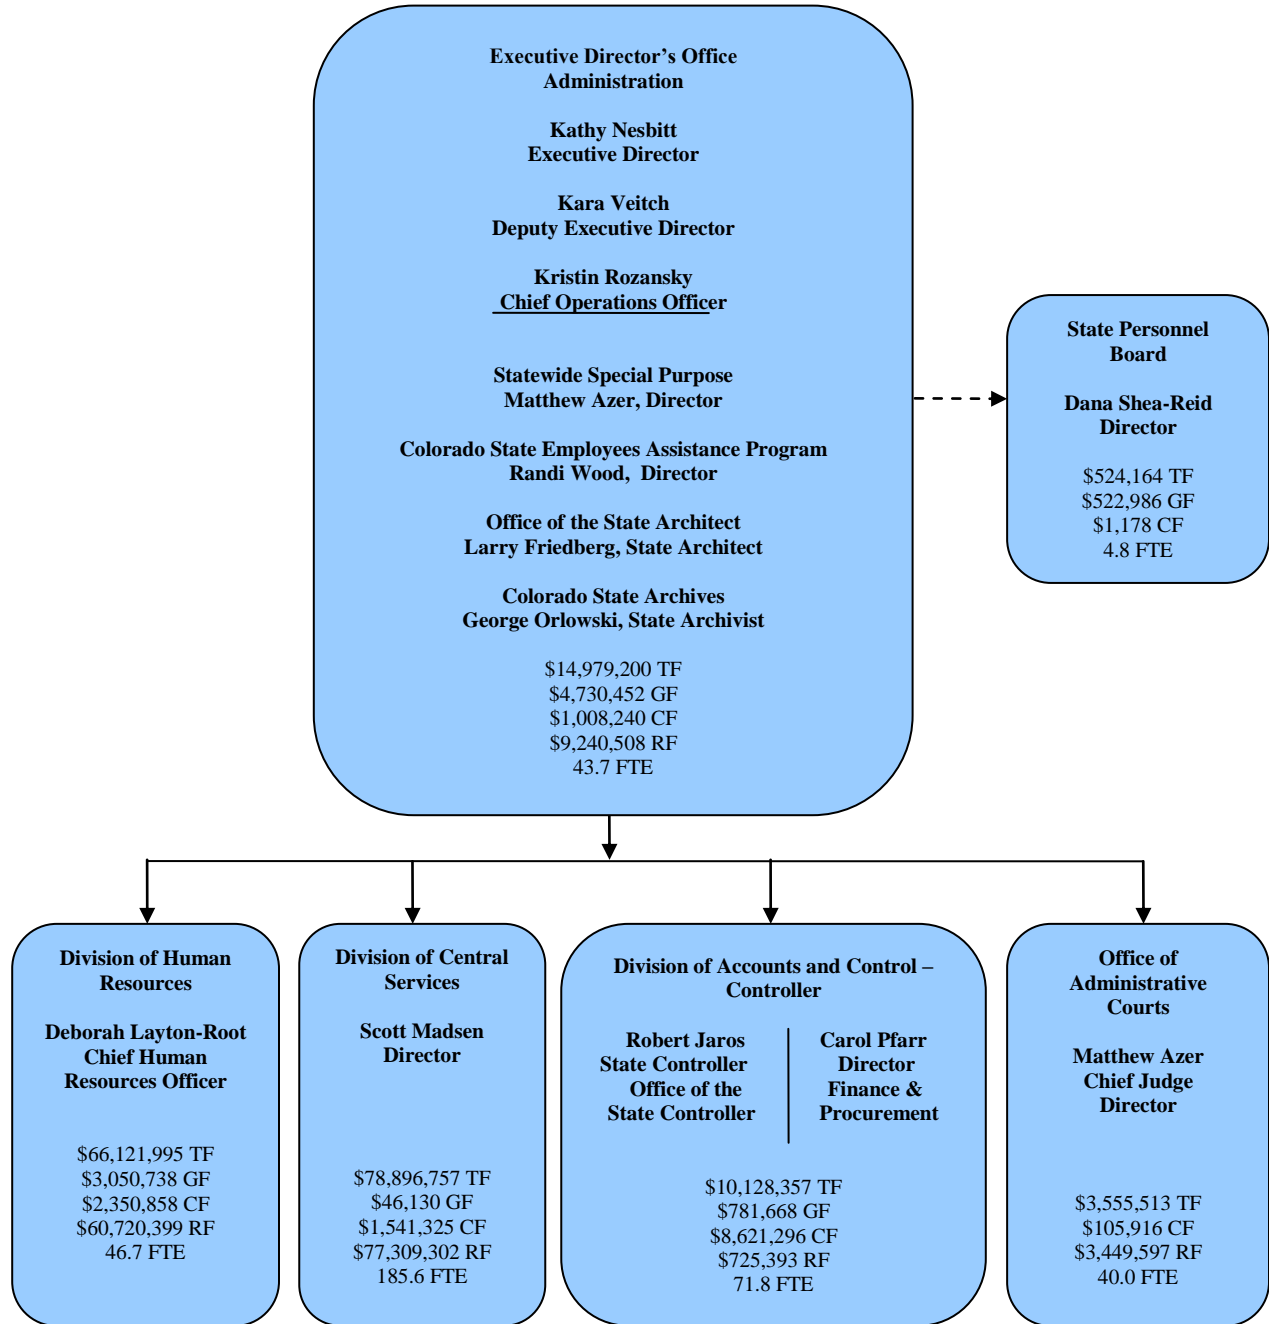 Executive Director’s Office
Administration
Kathy Nesbitt
Executive Director
Kara Veitch
Deputy Executive Director
Kristin Rozansky
Chief Operations Officer
Statewide Special Purpose
Matthew Azer, Director
Colorado State Employees Assistance Program
Randi Wood, Director
Office of the State Architect
Larry Friedberg, State Architect
Colorado State Archives
George Orlowski, State Archivist
$14,979,200 TF
$4,730,452 GF
$1,008,240 CF
$9,240,508 RF
43.7 FTE
State Personnel
Board
Dana Shea-Reid
Director
$524,164 TF
$522,986 GF
$1,178 CF
4.8 FTE
Division of Human
Resources
Deborah Layton-Root
Chief Human
Resources Officer
$66,121,995 TF
$3,050,738 GF
$2,350,858 CF
$60,720,399 RF
46.7 FTE
Division of Central
Services
Scott Madsen
Director
$78,896,757 TF
$46,130 GF
$1,541,325 CF
$77,309,302 RF
185.6 FTE
Division of Accounts and Control –
Controller
Robert Jaros
State Controller
Office of the
State Controller
Carol Pfarr
Director
Finance &
Procurement
$10,128,357 TF
$781,668 GF
$8,621,296 CF
$725,393 RF
71.8 FTE
Office of
Administrative
Courts
Matthew Azer
Chief Judge
Director
$3,555,513 TF
$105,916 CF
$3,449,597 RF
40.0 FTE